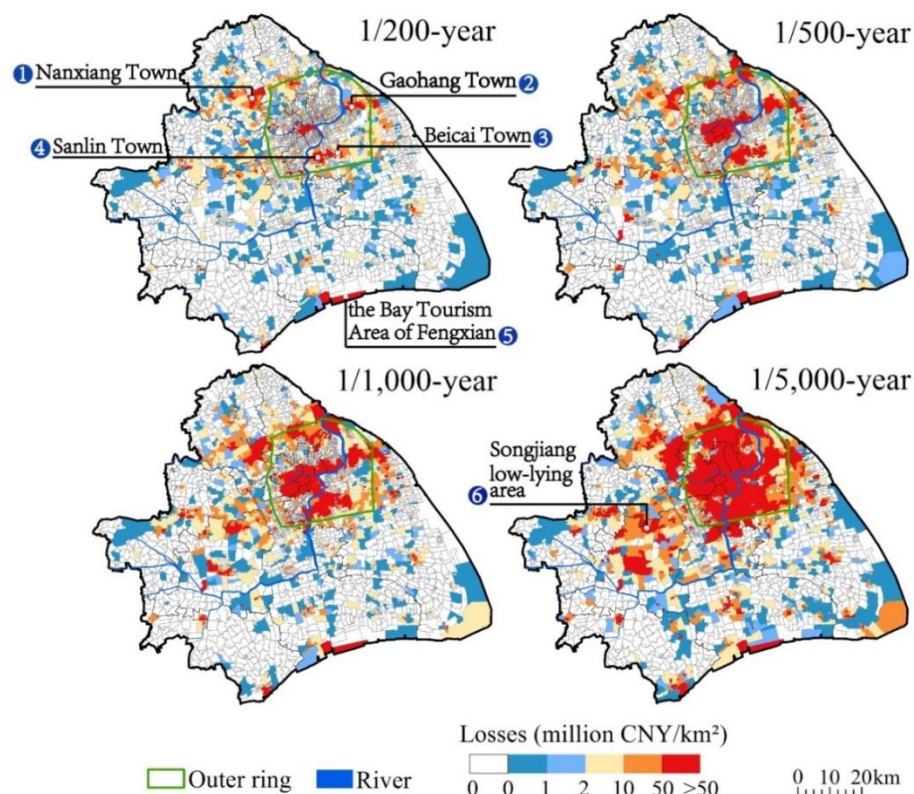 1/200-year
1/500-year
1 Nanxiang Town
Gaohang Town 2
4 Sanlin Town
Beicai Town 3
the Bay Tourism
Area of Fengxian 5
1/1,000-year
1/5,000-year
Songjiang
low-lying
area
6
Losses (million CNY/km²)
Outer ring
River
0 0 1 2 10 50 >50
0 10 20km